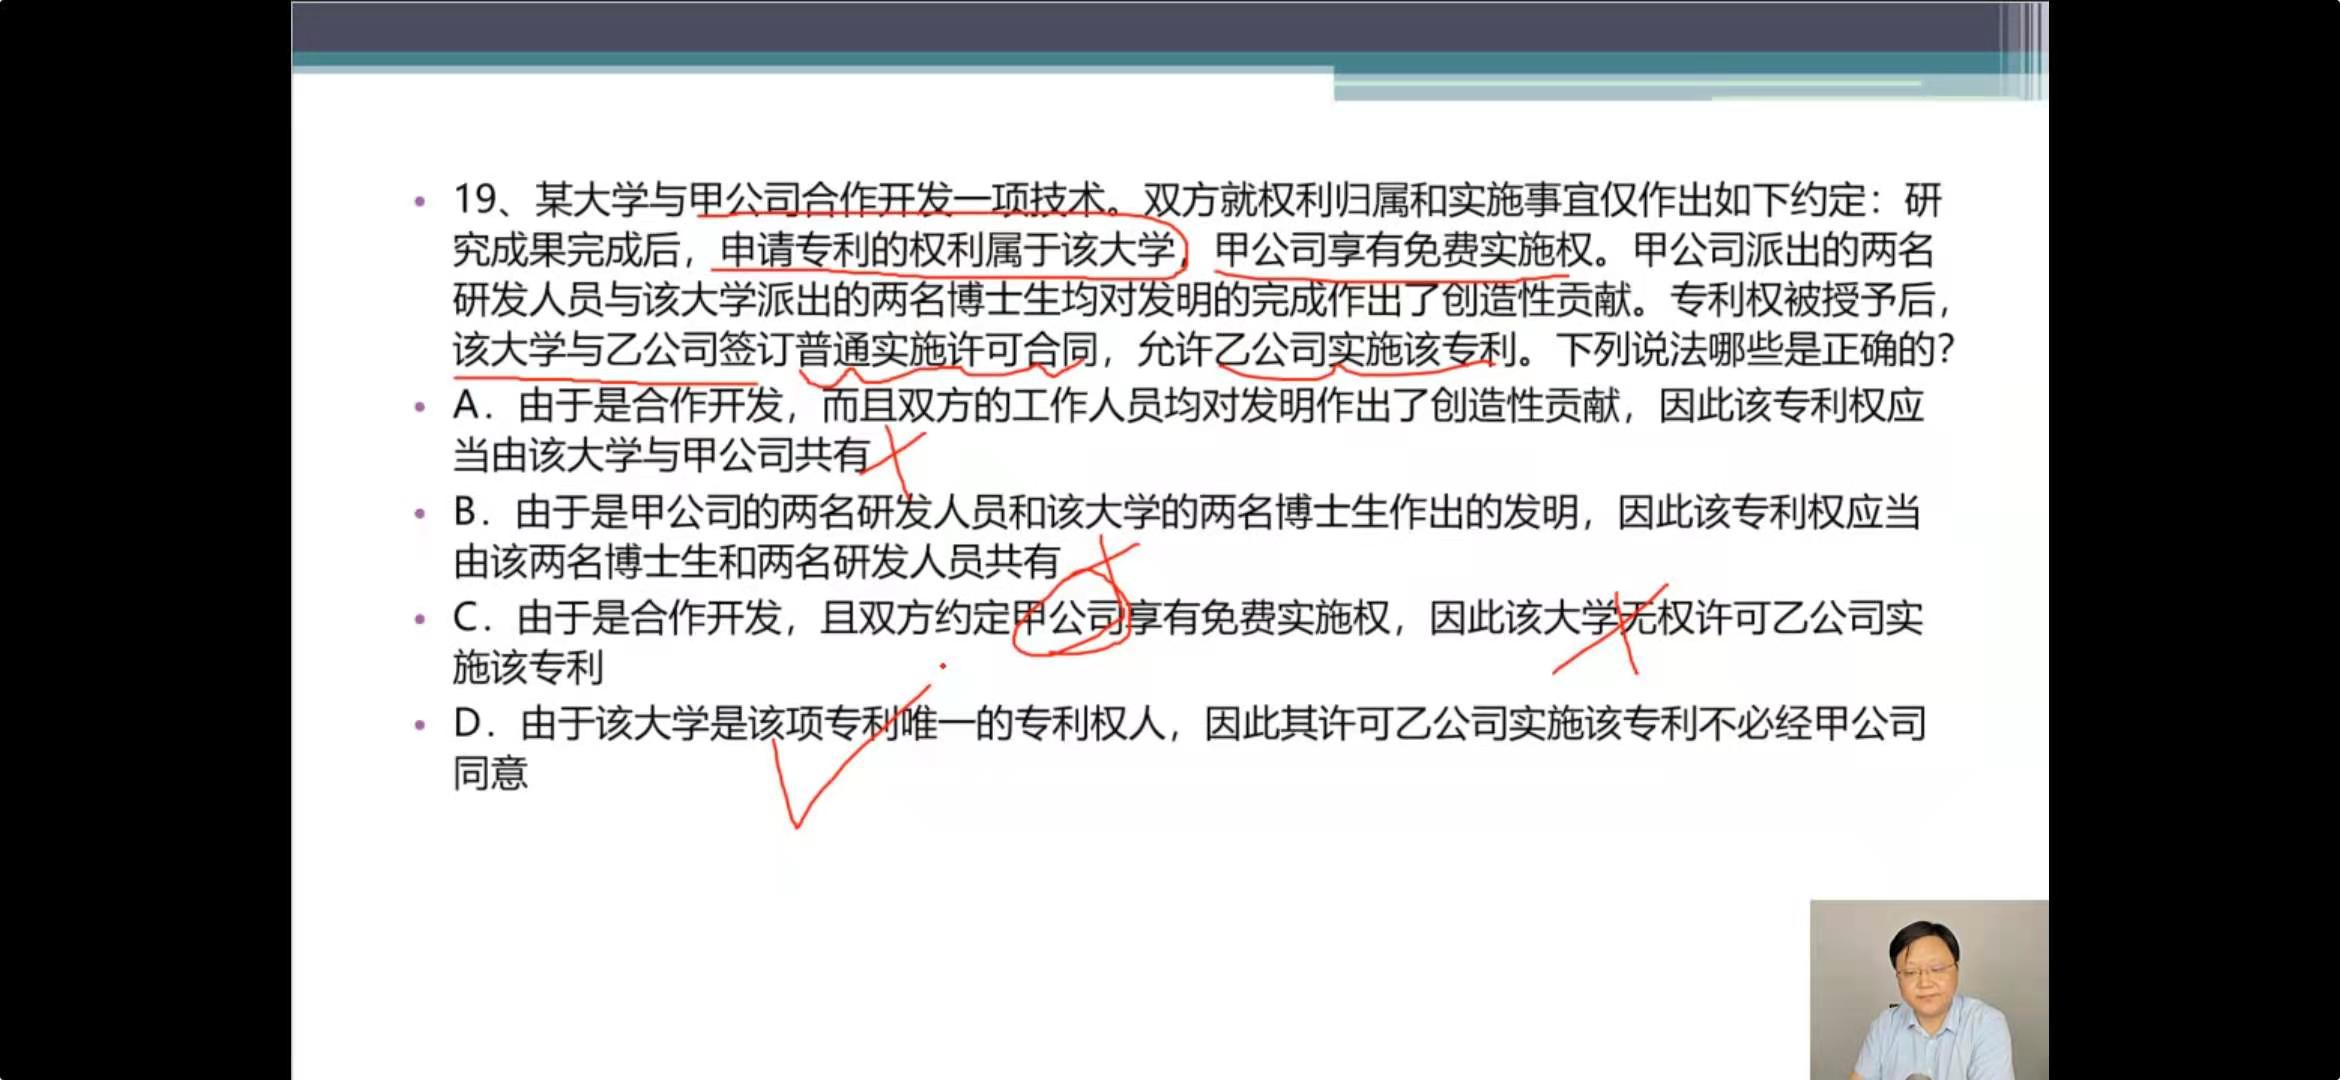 19、某大学与甲公司合作开发一项技术。双方就权利归属和实施事宜仅作出如下约定：研
究成果完成后，申请专利的权利属于该大学，甲公司享有免费实施权。甲公司派出的两名
研发人员与该大学派出的两名博士生均对发明的完成作出了创造性贡献。专利权被授予后，
该大学与乙公司签订普通实施许可合同，允许乙公司实施该专利。下列说法哪些是正确的？
A．由于是合作开发，而且双方的工作人员均对发明作出了创造性贡献，因此该专利权应
当由该大学与甲公司共有
B．由于是甲公司的两名研发人员和该大学的两名博士生作出的发明，因此该专利权应当
由该两名博士生和两名研发人员共有
C．由于是合作开发，且双方约定甲公司享有免费实施权，因此该大学无权许可乙公司实
施该专利
D．由于该大学是该项专利唯一的专利权人，因此其许可乙公司实施该专利不必经甲公司
同意